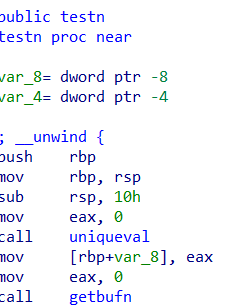 public testn
testn proc near
var_8= dword ptr -8
var_4= dword ptr -4
; __unwind {
push rbp
mov rbp, rsp
sub rsp, 10h
mov eax, 0
call uniqueval
mov [rbp+var_8], eax
mov eax, 0
call getbufn